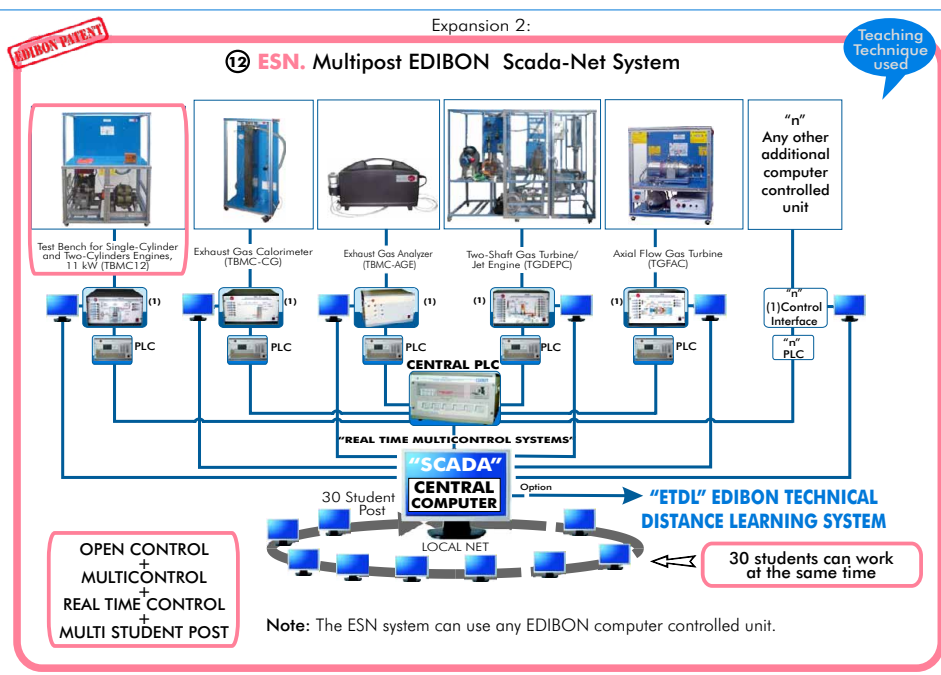 Expansion 2:
EDIBON PATENT
Teaching
Technique
used
12 ESN. Multipost EDIBON Scada-Net System
"n"
Any other
additional
computer
controlled
unit
Test Bench for Single-Cylinder
and Two-Cylinders Engines,
11 kW (TBMC12)
Exhaust Gas Calorimeter
(TBMC-CG)
Exhaust Gas Analyzer
(TBMC-AGE)
Two-Shaft Gas Turbine/
Jet Engine (TGDEPC)
Axial Flow Gas Turbine
(TGFAC)
(1)
(1)
(1)
(1)
(1)
"n"
(1)Control
Interface
PLC
PLC
PLC
PLC
PLC
"n"
PLC
CENTRAL PLC
"REAL TIME MULTICONTROL SYSTEMS"
"SCADA"
CENTRAL
COMPUTER
Option
"ETDL" EDIBON TECHNICAL
DISTANCE LEARNING SYSTEM
30 Student
Post
LOCAL NET
30 students can work
at the same time
OPEN CONTROL
+
MULTICONTROL
+
REAL TIME CONTROL
+
MULTI STUDENT POST
Note: The ESN system can use any EDIBON computer controlled unit.